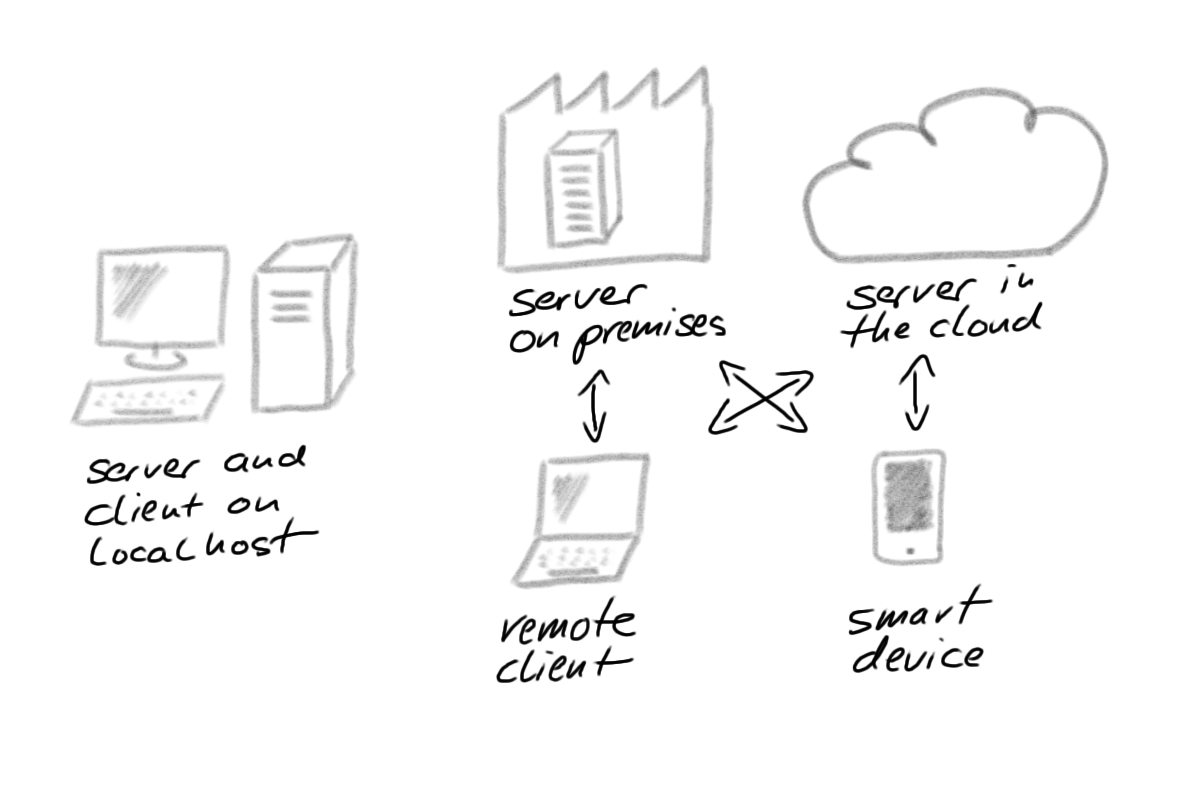 server and
client on
localhost
server
on premises
server in
the cloud
remote
client
smart
device